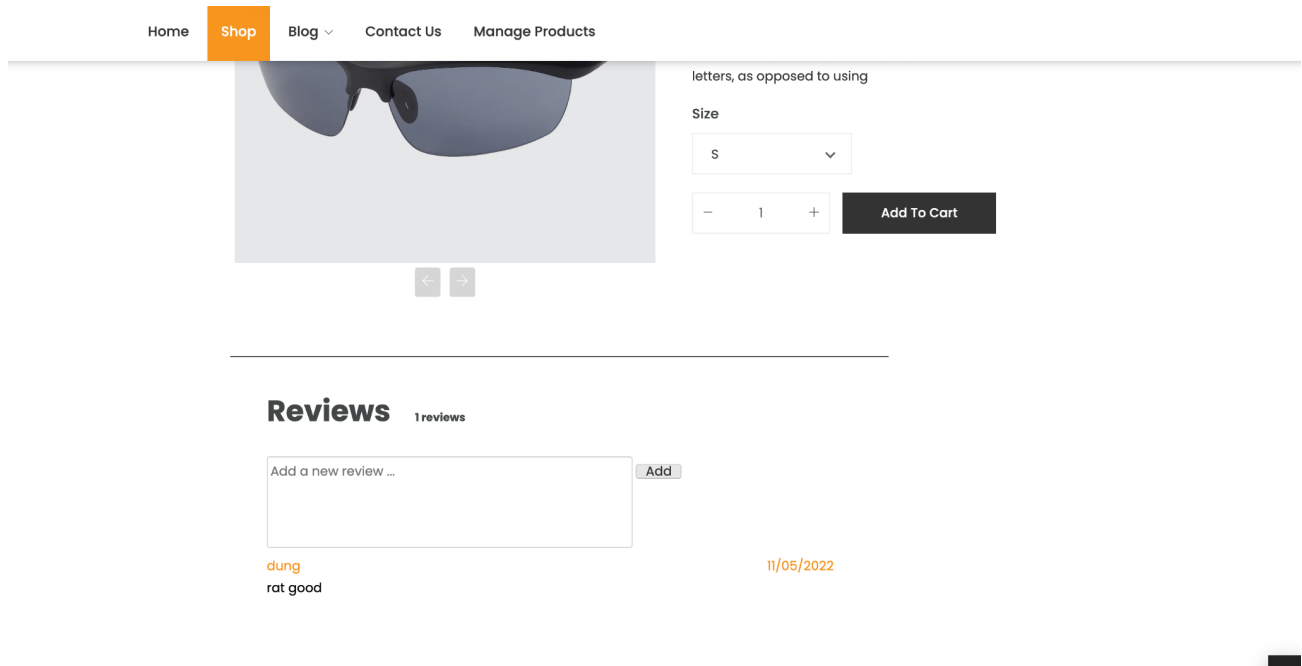 Home Shop Blog Contact Us Manage Products
letters, as opposed to using
Size
S
− 1 + Add To Cart
Reviews 1 reviews
Add a new review ... Add
dung 11/05/2022
rat good